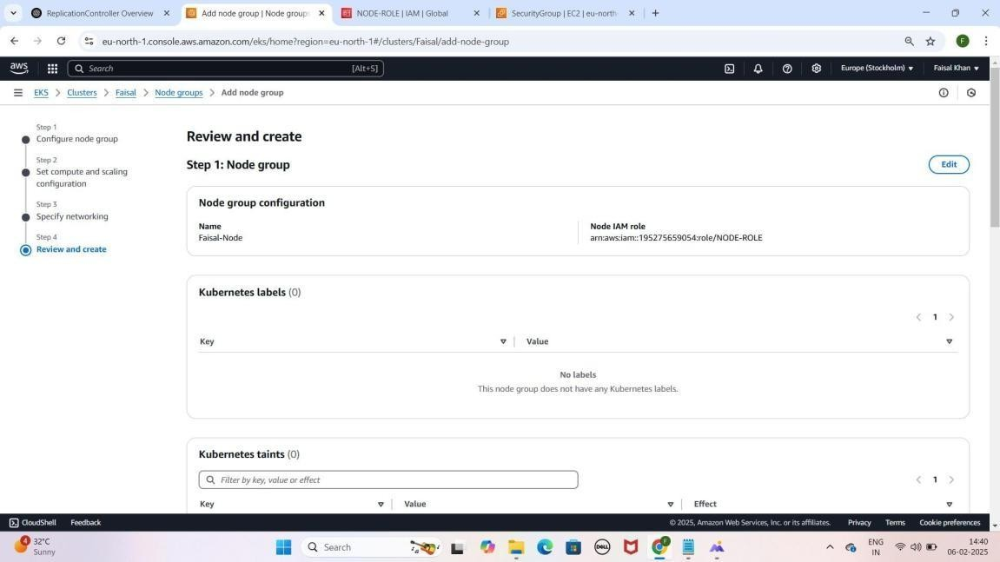 ReplicationController Overview
Add node group | Node groups
NODE-ROLE | IAM | Global
SecurityGroup | EC2 | eu-north-
eu-north-1.console.aws.amazon.com/eks/home?region=eu-north-1#/clusters/Faisal/add-node-group
F
aws
Search
[Alt+S]
Europe (Stockholm)
Faisal Khan
EKS
Clusters
Faisal
Node groups
Add node group
Step 1
Configure node group
Step 2
Set compute and scaling
configuration
Step 3
Specify networking
Step 4
Review and create
Review and create
Step 1: Node group
Edit
Node group configuration
Name
Faisal-Node
Node IAM role
arn:aws:iam::195275659054:role/NODE-ROLE
Kubernetes labels (0)
1
Key
Value
No labels
This node group does not have any Kubernetes labels.
Kubernetes taints (0)
Filter by key, value or effect
1
Key
Value
Effect
CloudShell
Feedback
© 2025, Amazon Web Services, Inc. or its affiliates.
Privacy
Terms
Cookie preferences
4
32°C
Sunny
Search
DELL
F
ENG
IN
14:40
06-02-2025